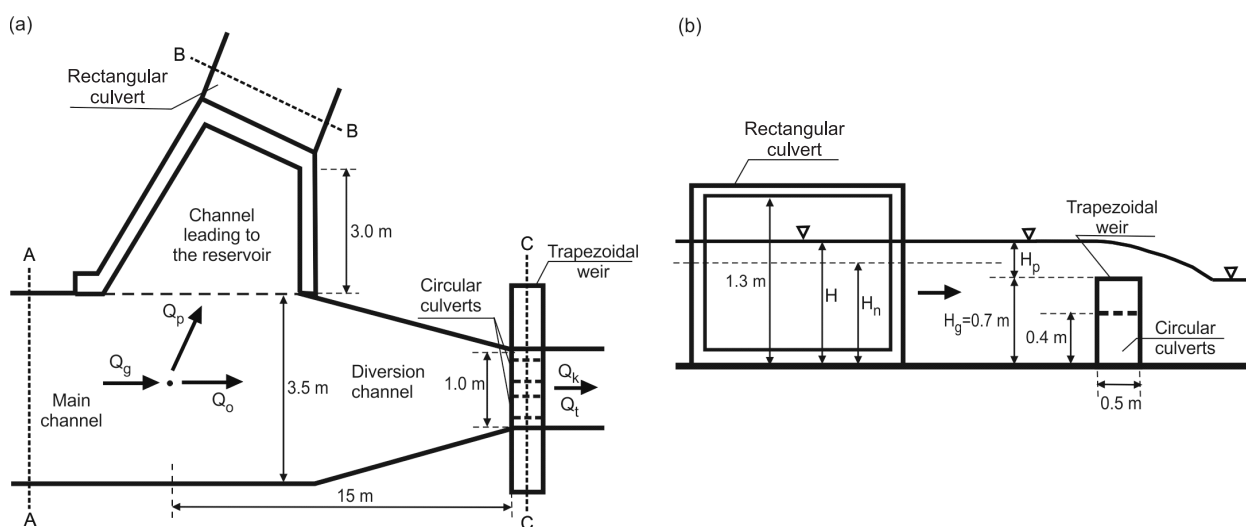 (a)
B
Rectangular
culvert
B
Channel
leading to
the reservoir
3.0 m
A
C
Trapezoidal
weir
Circular
culverts
Qp
Qg
Qo
Main
channel
3.5 m
Diversion
channel
1.0 m
Qk
Qt
15 m
A
C
(b)
Rectangular
culvert
Trapezoidal
weir
1.3 m
H
Hn
Hp
Hg=0.7 m
0.4 m
Circular
culverts
0.5 m